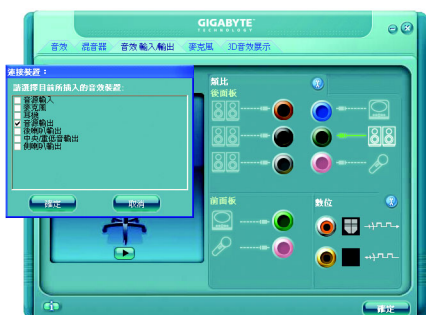 GIGABYTE
TECHNOLOGY
音效 混音器 音效輸入/輸出 麥克風 3D音效展示
連接裝置：
請選擇目前所插入的音效裝置:
音源輸入
麥克風
耳機
音源輸出
後喇叭輸出
中央/重低音輸出
側喇叭輸出
確定 取消
類比
後面板
前面板
數位
確定